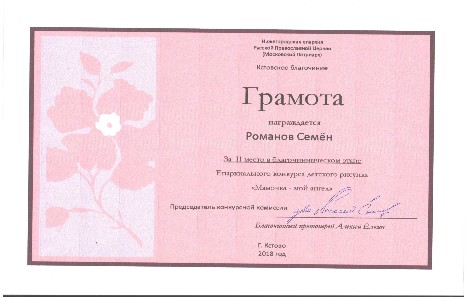 Нижегородская епархия
Русской Православной Церкви
(Московский Патриархат)
Кстовское благочиние
Грамота
награждается
Романов Семён
За II место в благочинническом этапе
Епархиального конкурса детского рисунка
«Мамочка - мой ангел»
Председатель конкурсной комиссии
Благочинный протоиерей
Г. Кстово
2018 год